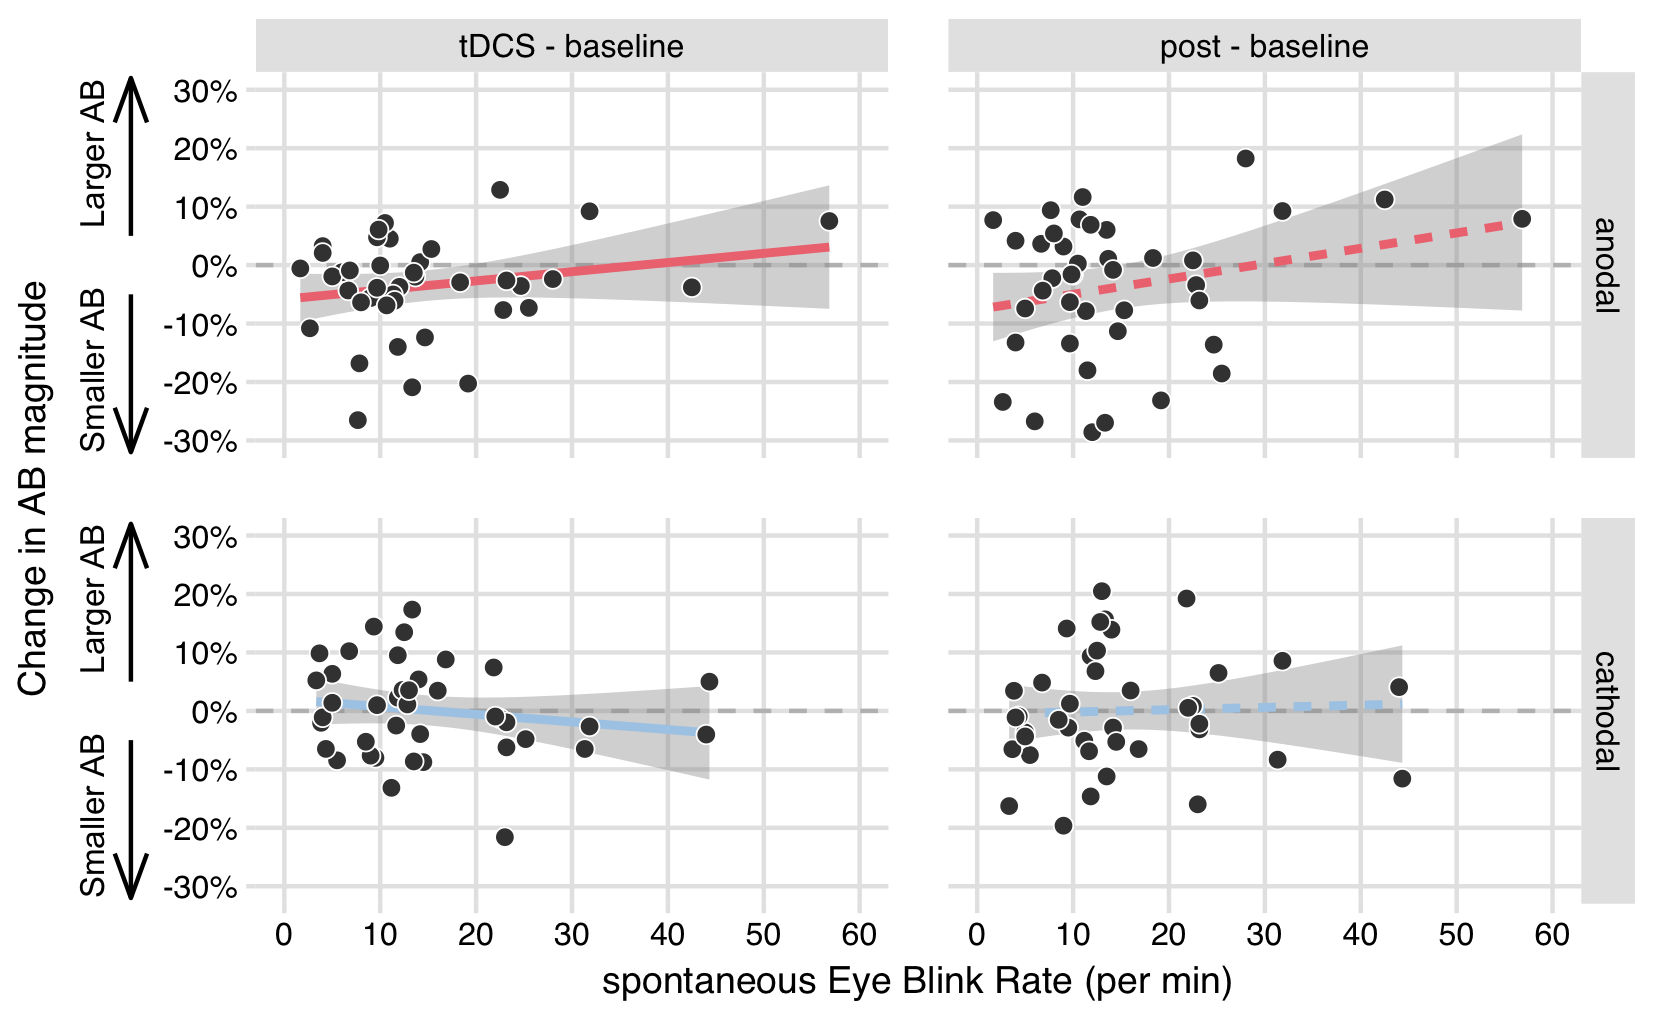 tDCS - baseline
post - baseline
Change in AB magnitude
Larger AB
Smaller AB
30%
20%
10%
0%
-10%
-20%
-30%
anodal
Larger AB
Smaller AB
30%
20%
10%
0%
-10%
-20%
-30%
cathodal
0 10 20 30 40 50 60
0 10 20 30 40 50 60
spontaneous Eye Blink Rate (per min)